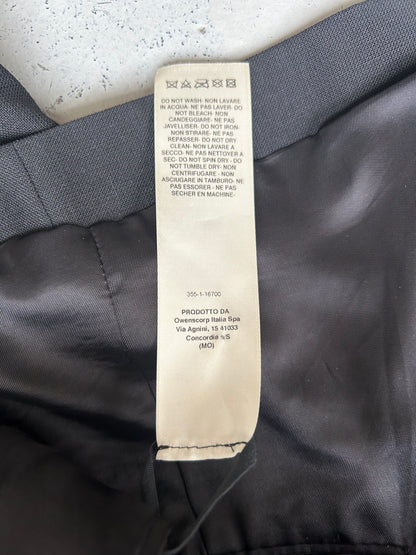 DO NOT WASH- NON LAVARE
IN ACQUA- NE PAS LAVER- DO
NOT BLEACH- NON
CANDEGGIARE- NE PAS
JAVELLISER- DO NOT IRON-
NON STIRARE- NE PAS
REPASSER- DO NOT DRY
CLEAN- NON LAVARE A
SECCO- NE PAS NETTOYER A
SEC- DO NOT SPIN DRY - DO
NOT TUMBLE DRY- NON
CENTRIFUGARE - NON
ASCIUGARE IN TAMBURO- NE
PAS ESSORER - NE PAS
SÉCHER EN MACHINE-
355-1-16700
PRODOTTO DA
Owenscorp Italia Spa
Via Agnini, 15 41033
Concordia s/S
(MO)